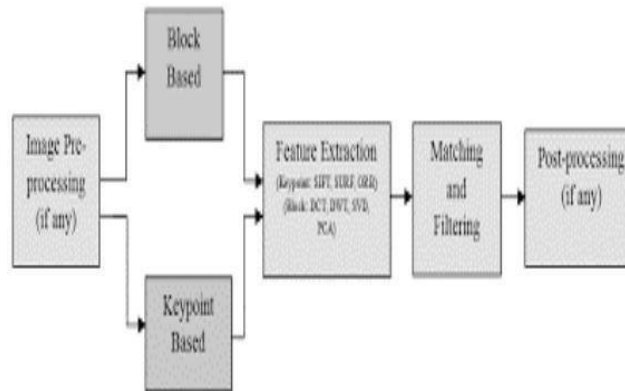 Block
Based
Image Pre-
processing
(if any)
Feature Extraction
(Keypoint: SIFT, SURF, ORB)
(Block: DCT, DWT, SVD,
PCA)
Matching
and
Filtering
Post-processing
(if any)
Keypoint
Based